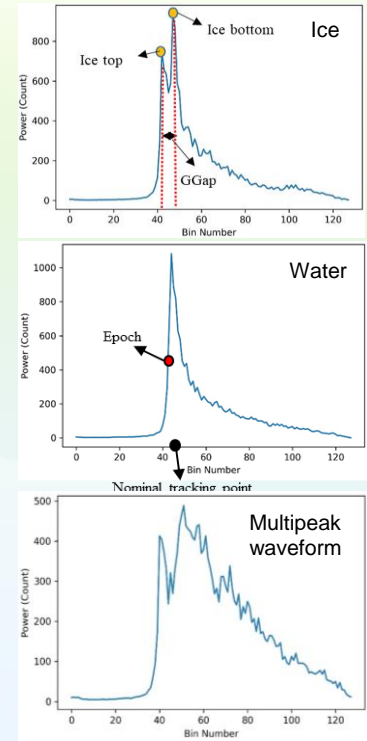 Ice
Ice bottom
Ice top
GGap
Power (Count)
800
600
400
200
0
0 20 40 60 80 100 120
Bin Number
Water
Epoch
Power (Count)
1000
800
600
400
200
0
0 20 40 60 80 100 120
Bin Number
Nominal tracking point
Multipeak
waveform
Power (Count)
500
400
300
200
100
0
0 20 40 60 80 100 120
Bin Number